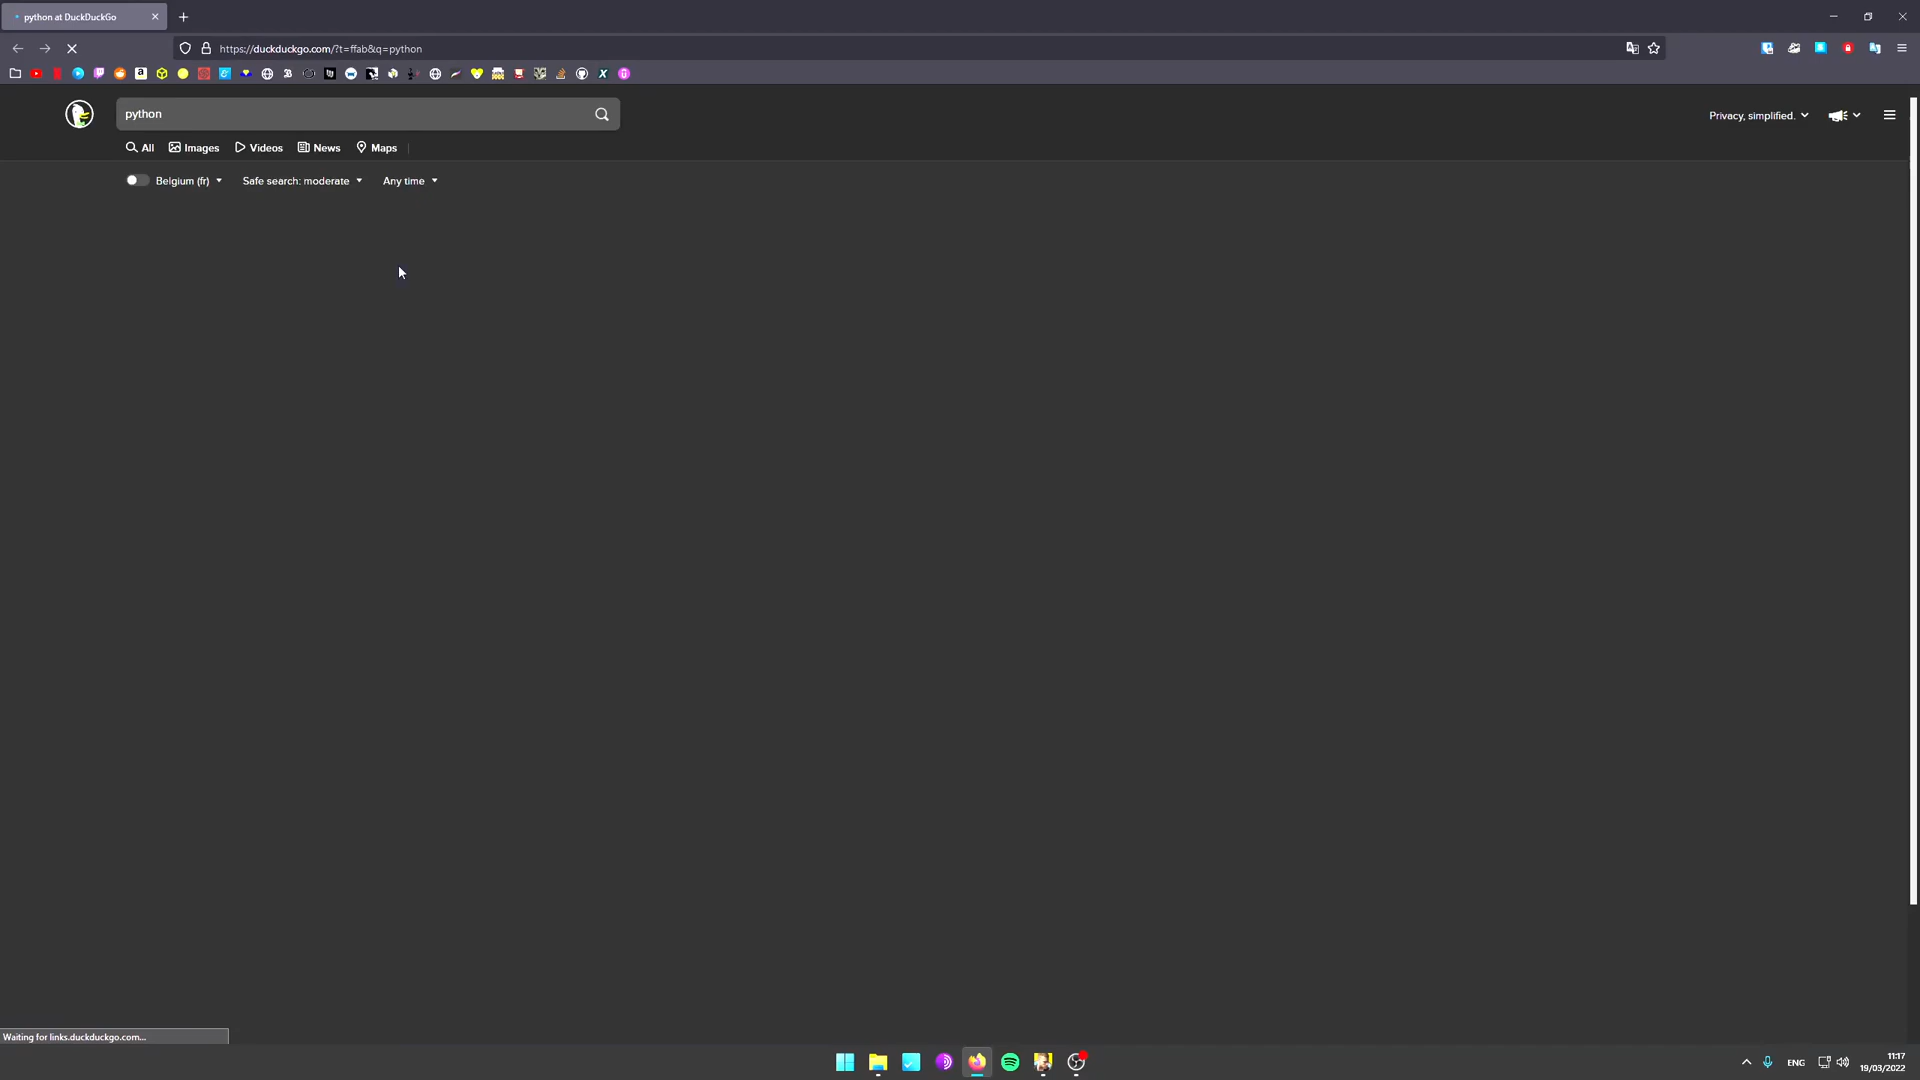 python at DuckDuckGo
https://duckduckgo.com/?t=ffab&q=python
python
Privacy, simplified.
All Images Videos News Maps
Belgium (fr) Safe search: moderate Any time
Waiting for links.duckduckgo.com...
ENG
11:17
19/03/2022